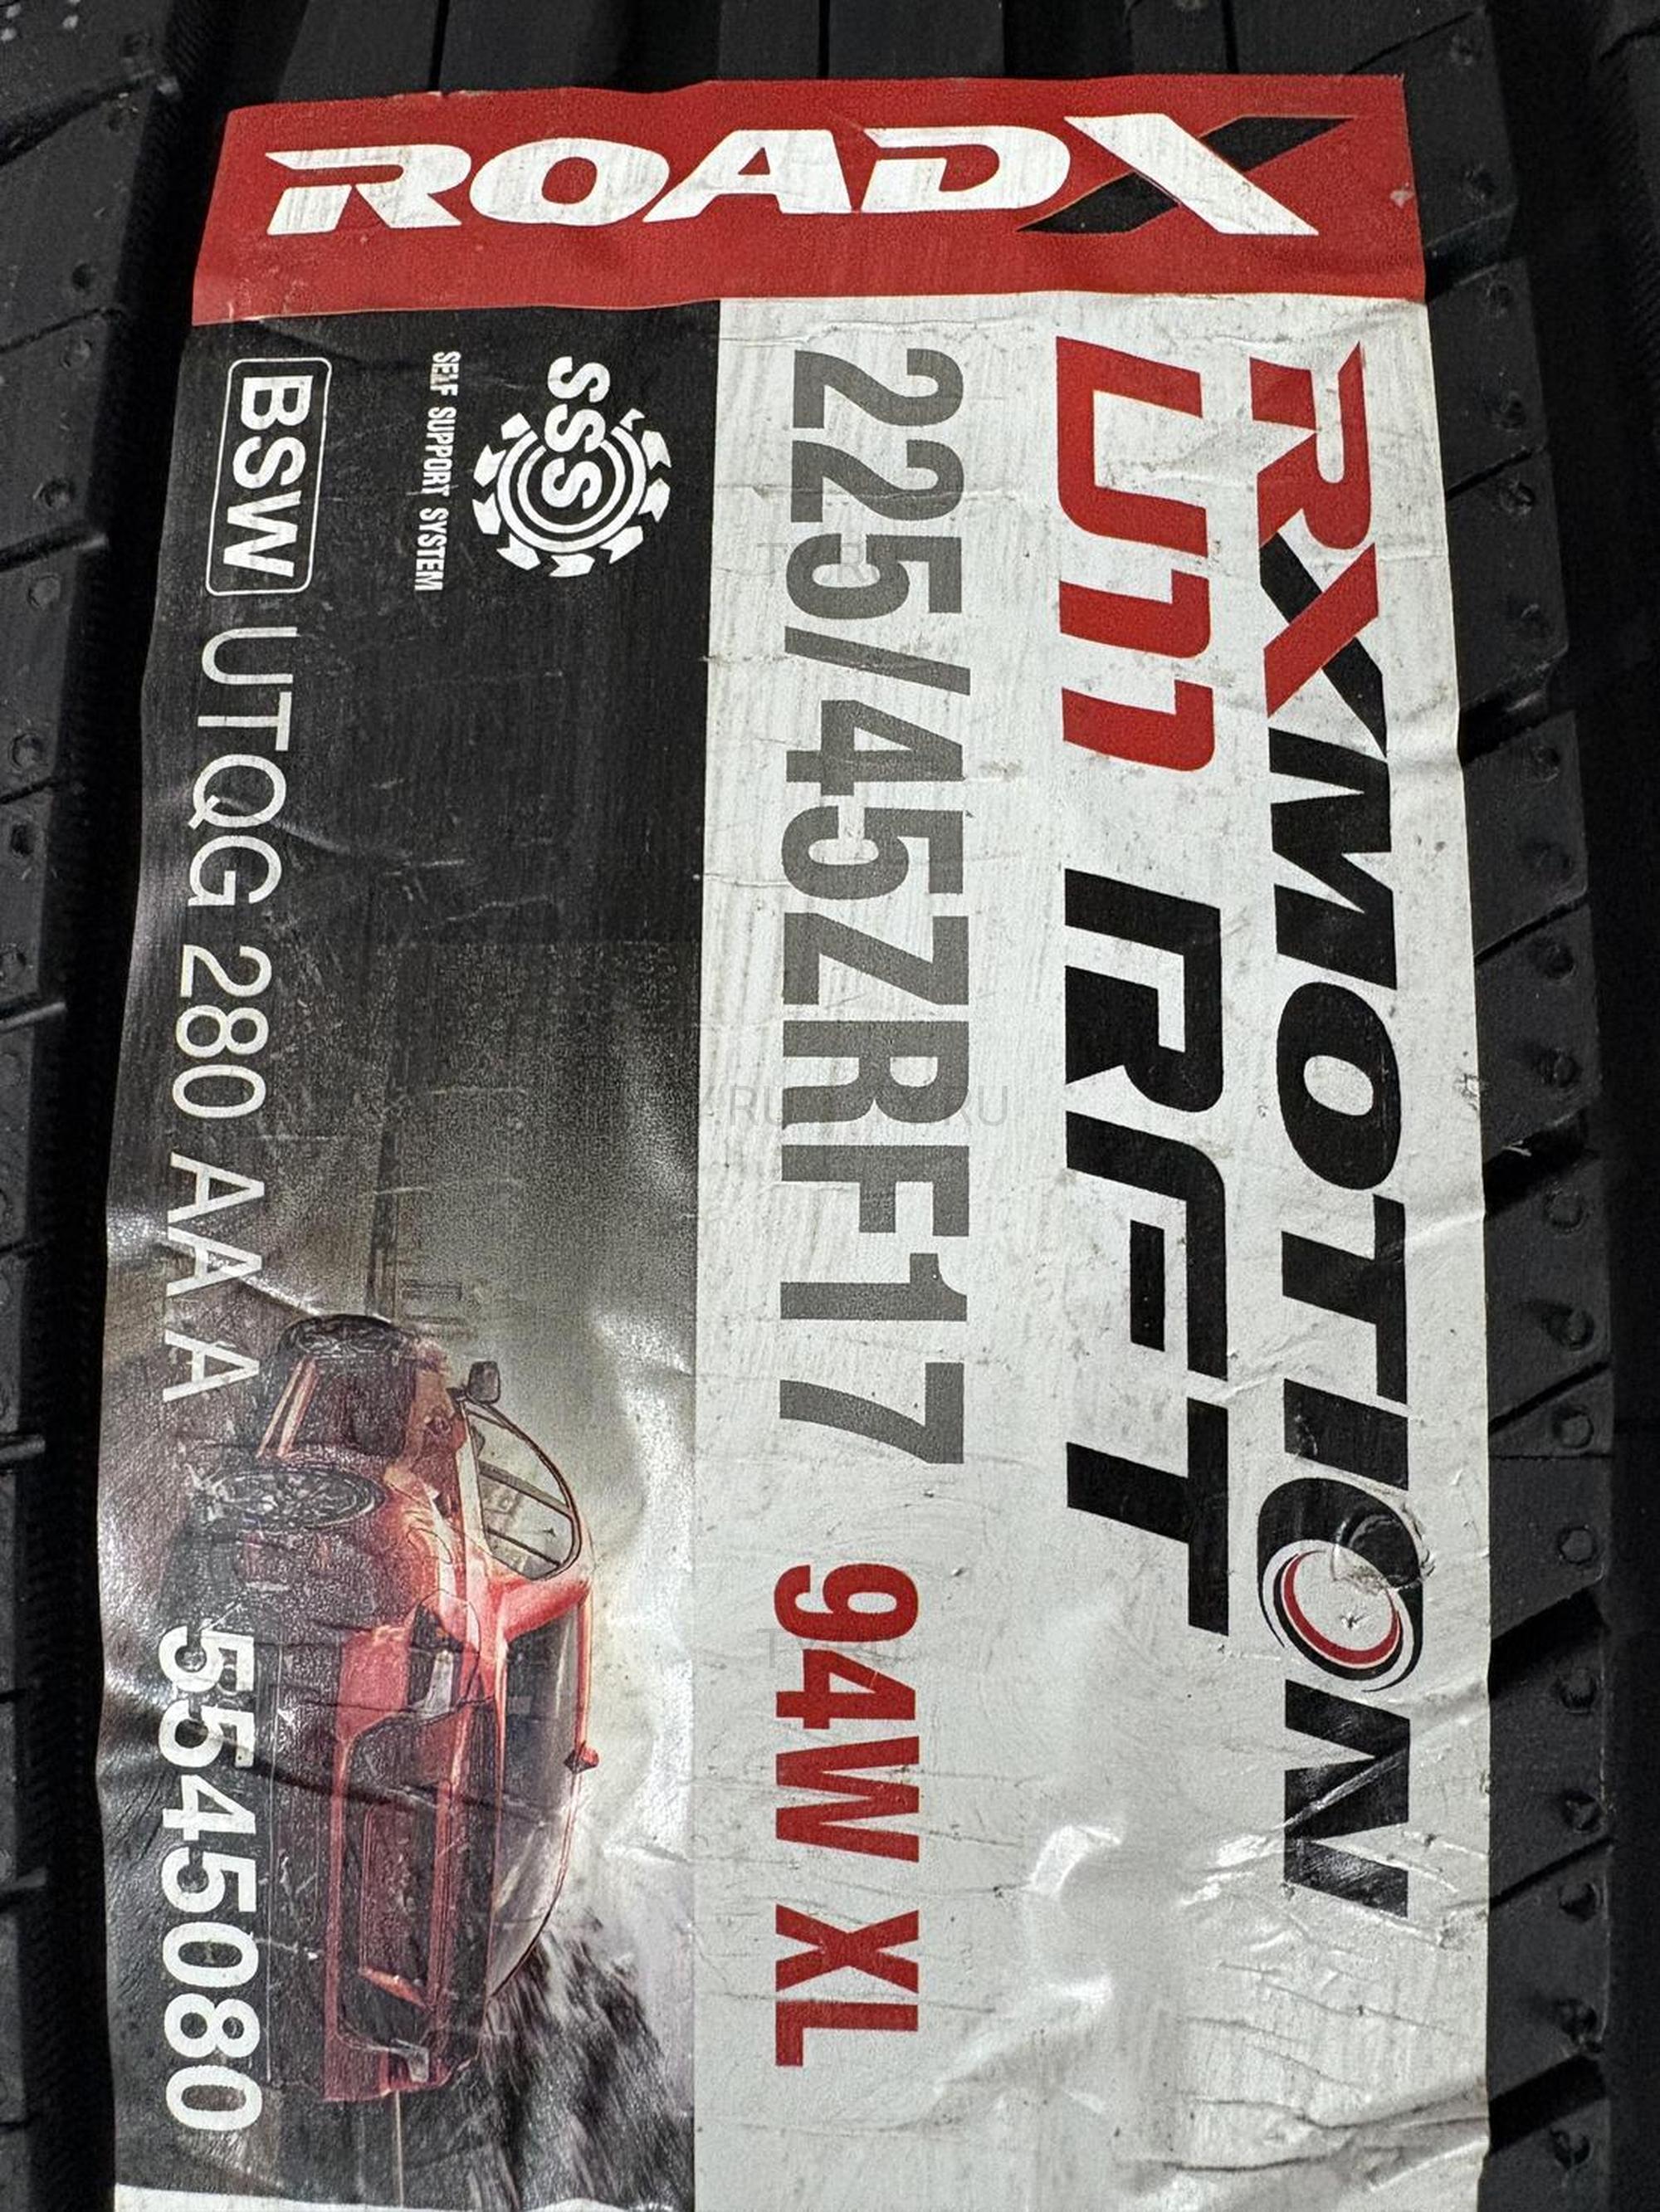 ROADX
RXMOTION
U11 RFT
225/45ZRF17 94W XL
SSS
SELF SUPPORT SYSTEM
BSW UTQG 280 AA A
5545080